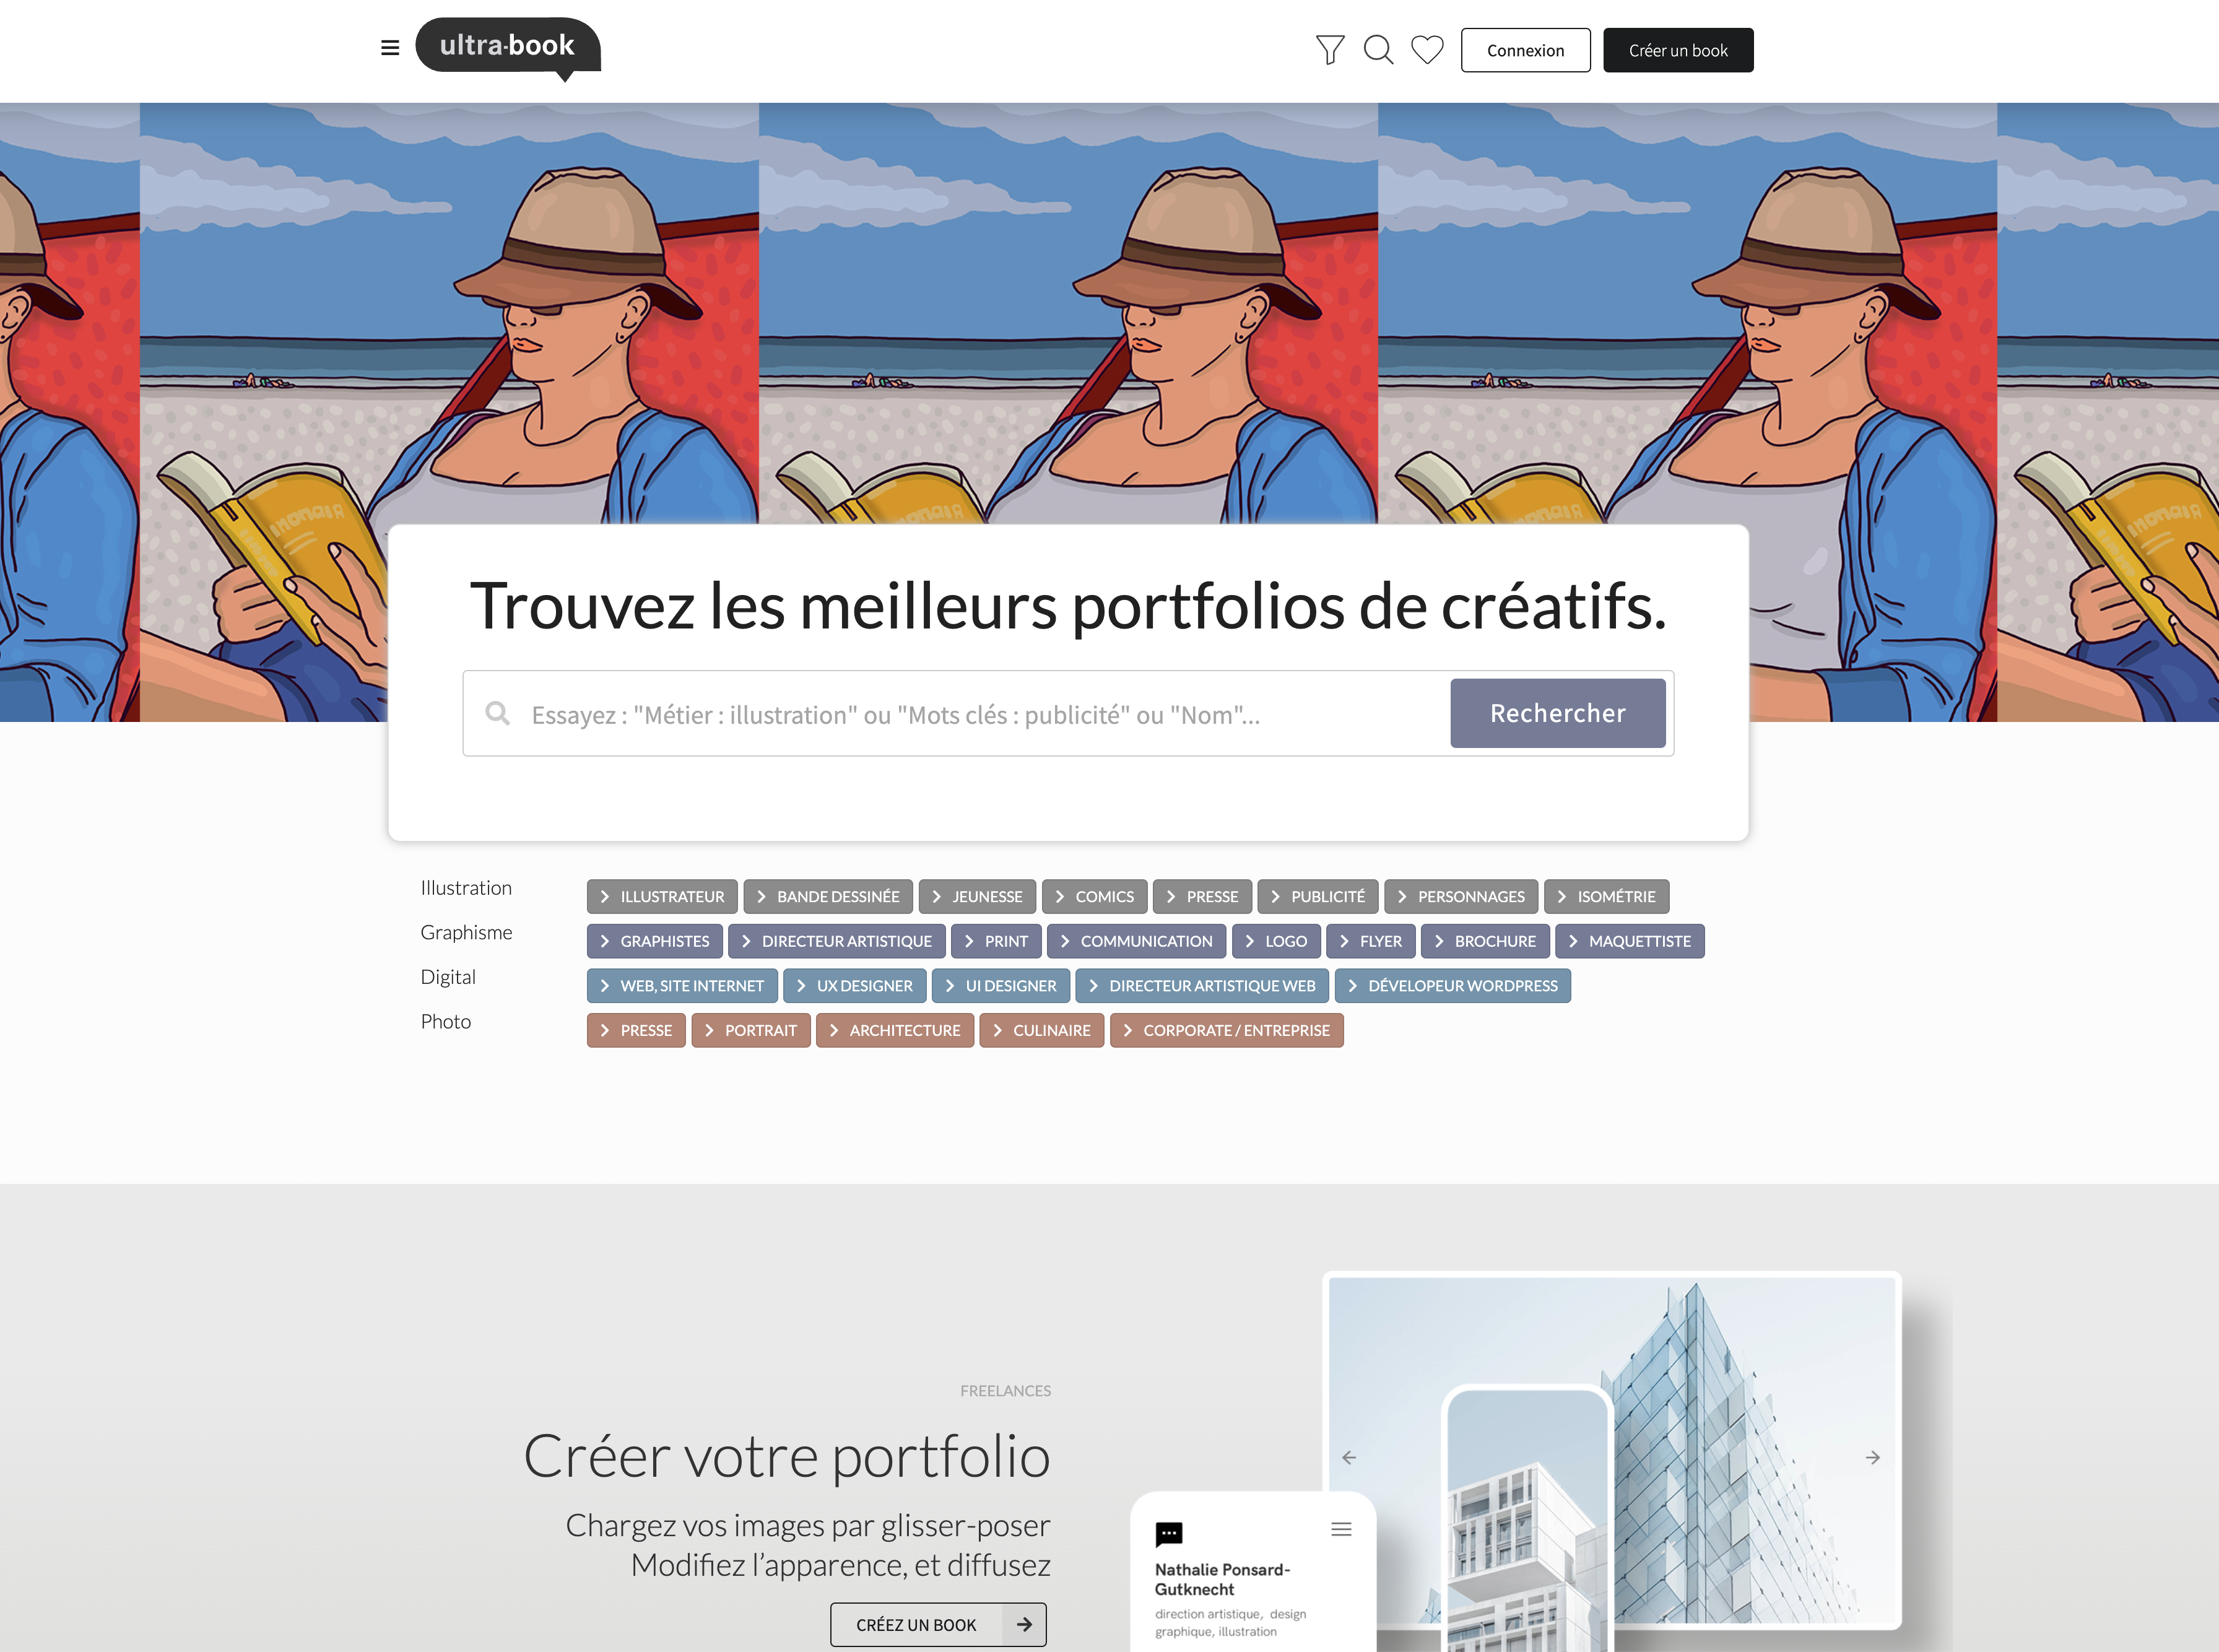 ultra-book
Connexion
Créer un book
Trouvez les meilleurs portfolios de créatifs.
Essayez : "Métier : illustration" ou "Mots clés : publicité" ou "Nom"...
Rechercher
Illustration
ILLUSTRATEUR
BANDE DESSINÉE
JEUNESSE
COMICS
PRESSE
PUBLICITÉ
PERSONNAGES
ISOMÉTRIE
Graphisme
GRAPHISTES
DIRECTEUR ARTISTIQUE
PRINT
COMMUNICATION
LOGO
FLYER
BROCHURE
MAQUETTISTE
Digital
WEB, SITE INTERNET
UX DESIGNER
UI DESIGNER
DIRECTEUR ARTISTIQUE WEB
DÉVELOPEUR WORDPRESS
Photo
PRESSE
PORTRAIT
ARCHITECTURE
CULINAIRE
CORPORATE / ENTREPRISE
FREELANCES
Créer votre portfolio
Chargez vos images par glisser-poser
Modifiez l’apparence, et diffusez
CRÉEZ UN BOOK
Nathalie Ponsard-
Gutknecht
direction artistique, design
graphique, illustration